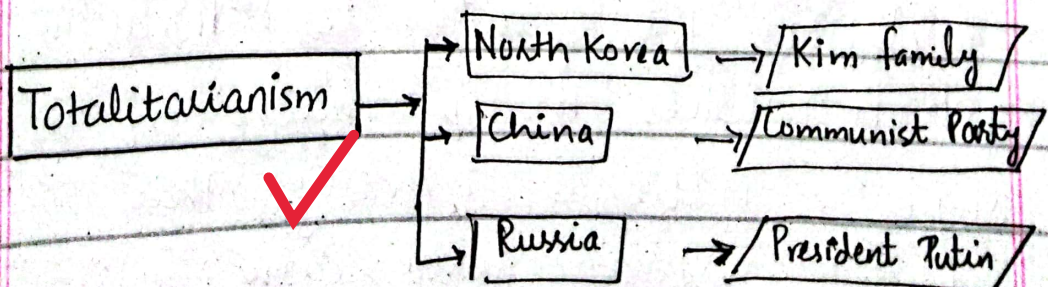 North Korea
Kim family
Totalitarianism
China
Communist Party
Russia
President Putin